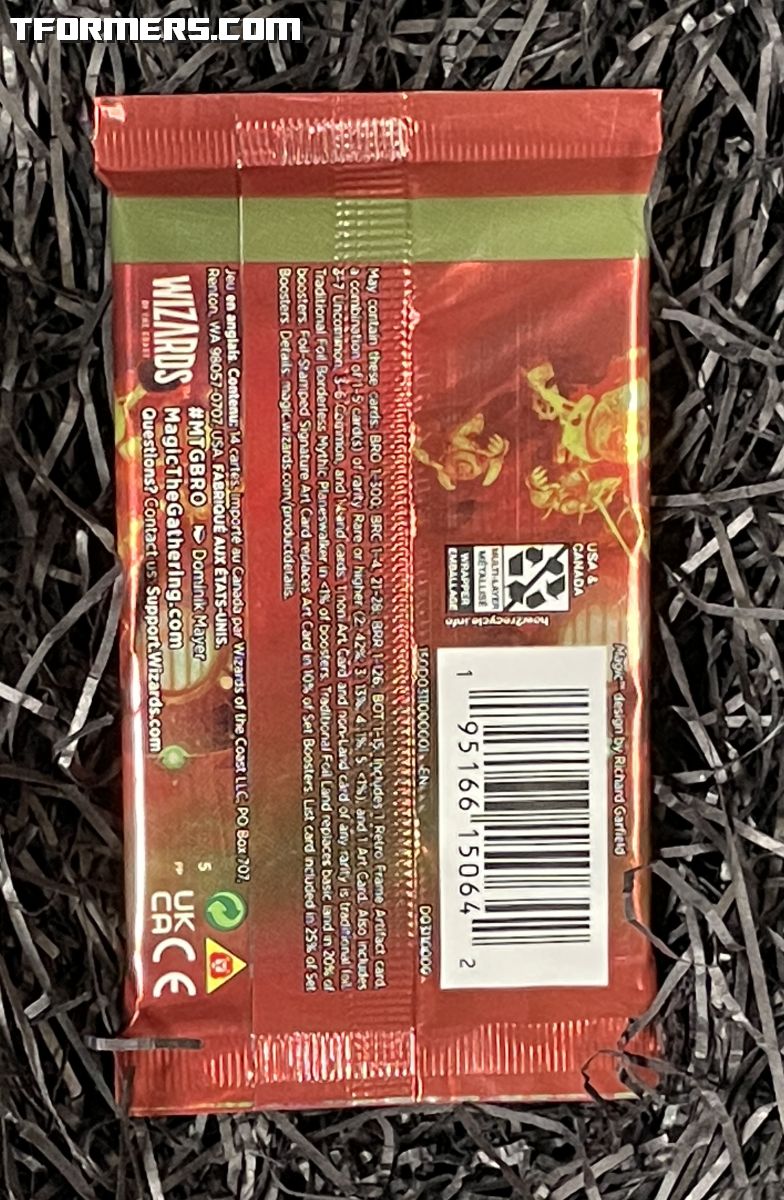 TFORMERS.COM
Magic™ design by Richard Garfield
USA &
CANADA
MULTI-LAYER
MÉTALLISÉ
WRAPPER
EMBALLAGE
how2recycle.info
1 95166 15064 2
EN
May contain these cards: BRO 1-300, BRC 1-4, 21-28, BRR 1-126, BOT 1-15. Includes 1 Retro Frame Artifact card,
a combination of 1-5 card(s) of rarity Rare or higher (2: 42%, 3: 13%, 4: 1%, 5: <1%), and 1 Art Card. Also includes
2-7 Uncommon, 3-6 Common, and 1 Land cards. 1 non-Art Card and non-Land card of any rarity is traditional foil.
Traditional Foil Borderless Mythic Planeswalker in <1% of boosters. Traditional Foil Land replaces basic land in 20% of
boosters. Foil-Stamped Signature Art Card replaces Art Card in 10% of Set Boosters. List card included in 25% of Set
Boosters. Details: magic.wizards.com/productdetails.
Jeu en anglais. Contenu: 14 cartes. Importé au Canada par Wizards of the Coast LLC, PO Box 707,
Renton, WA 98057-0707, USA. FABRIQUÉ AUX ÉTATS-UNIS.
WIZARDS
OF THE COAST
#MTGBRO Dominik Mayer
MagicTheGathering.com
Questions? Contact us Support.Wizards.com
5
PP
UK
CA
CE